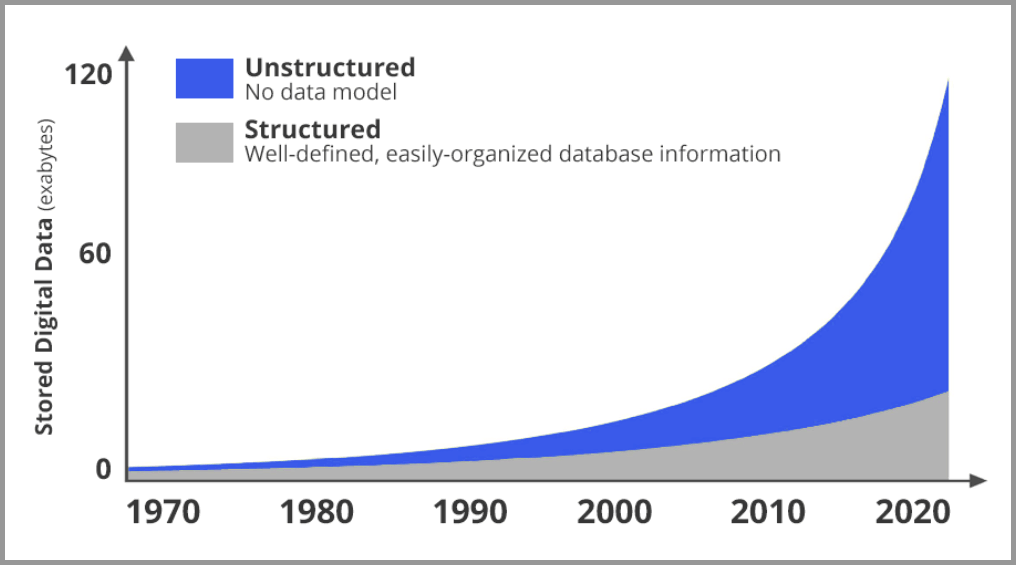 120
60
0
Stored Digital Data (exabytes)
Unstructured
No data model
Structured
Well-defined, easily-organized database information
1970 1980 1990 2000 2010 2020